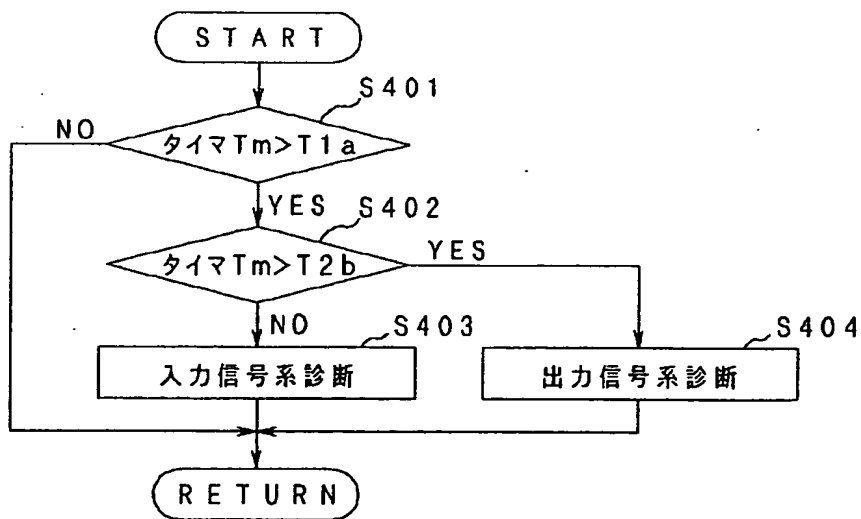 START
S401
NO
タイマTm>T1a
YES
S402
タイマTm>T2b
YES
NO
S403
入力信号系診断
S404
出力信号系診断
RETURN